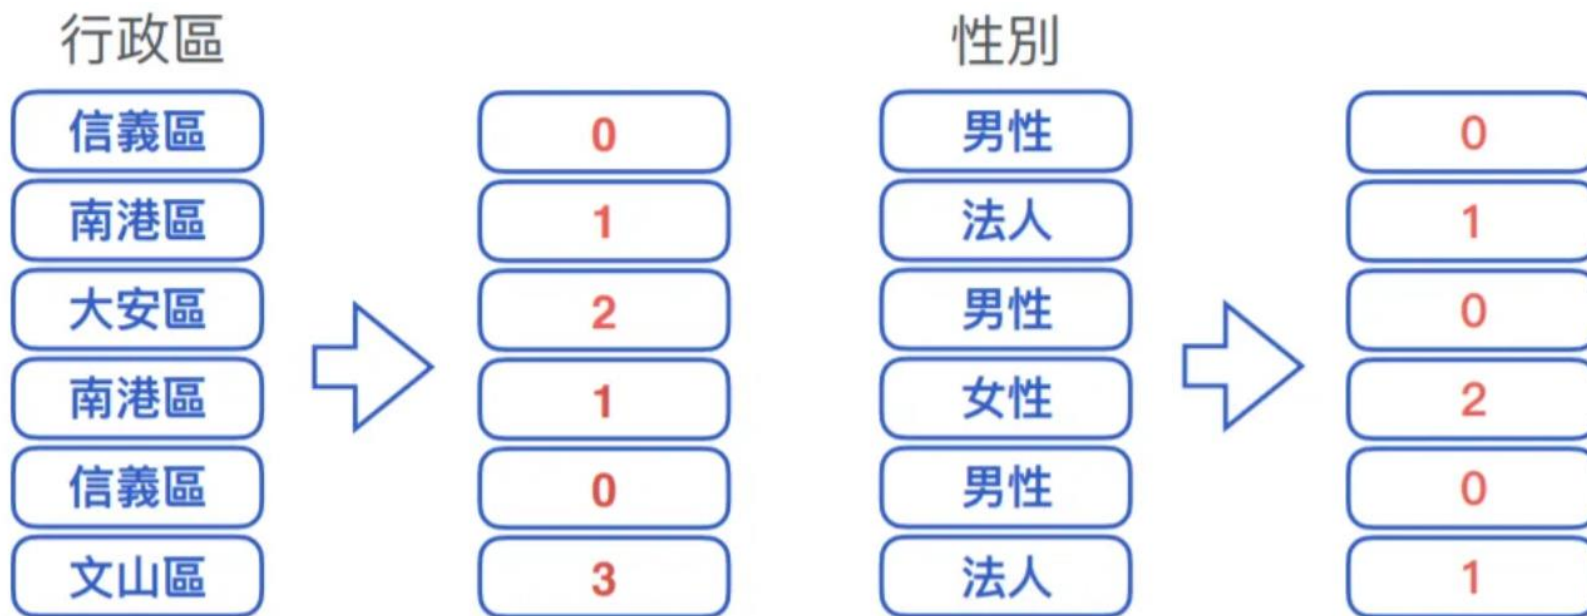 行政區 性別
信義區 0 男性 0
南港區 1 法人 1
大安區 2 男性 0
南港區 1 女性 2
信義區 0 男性 0
文山區 3 法人 1